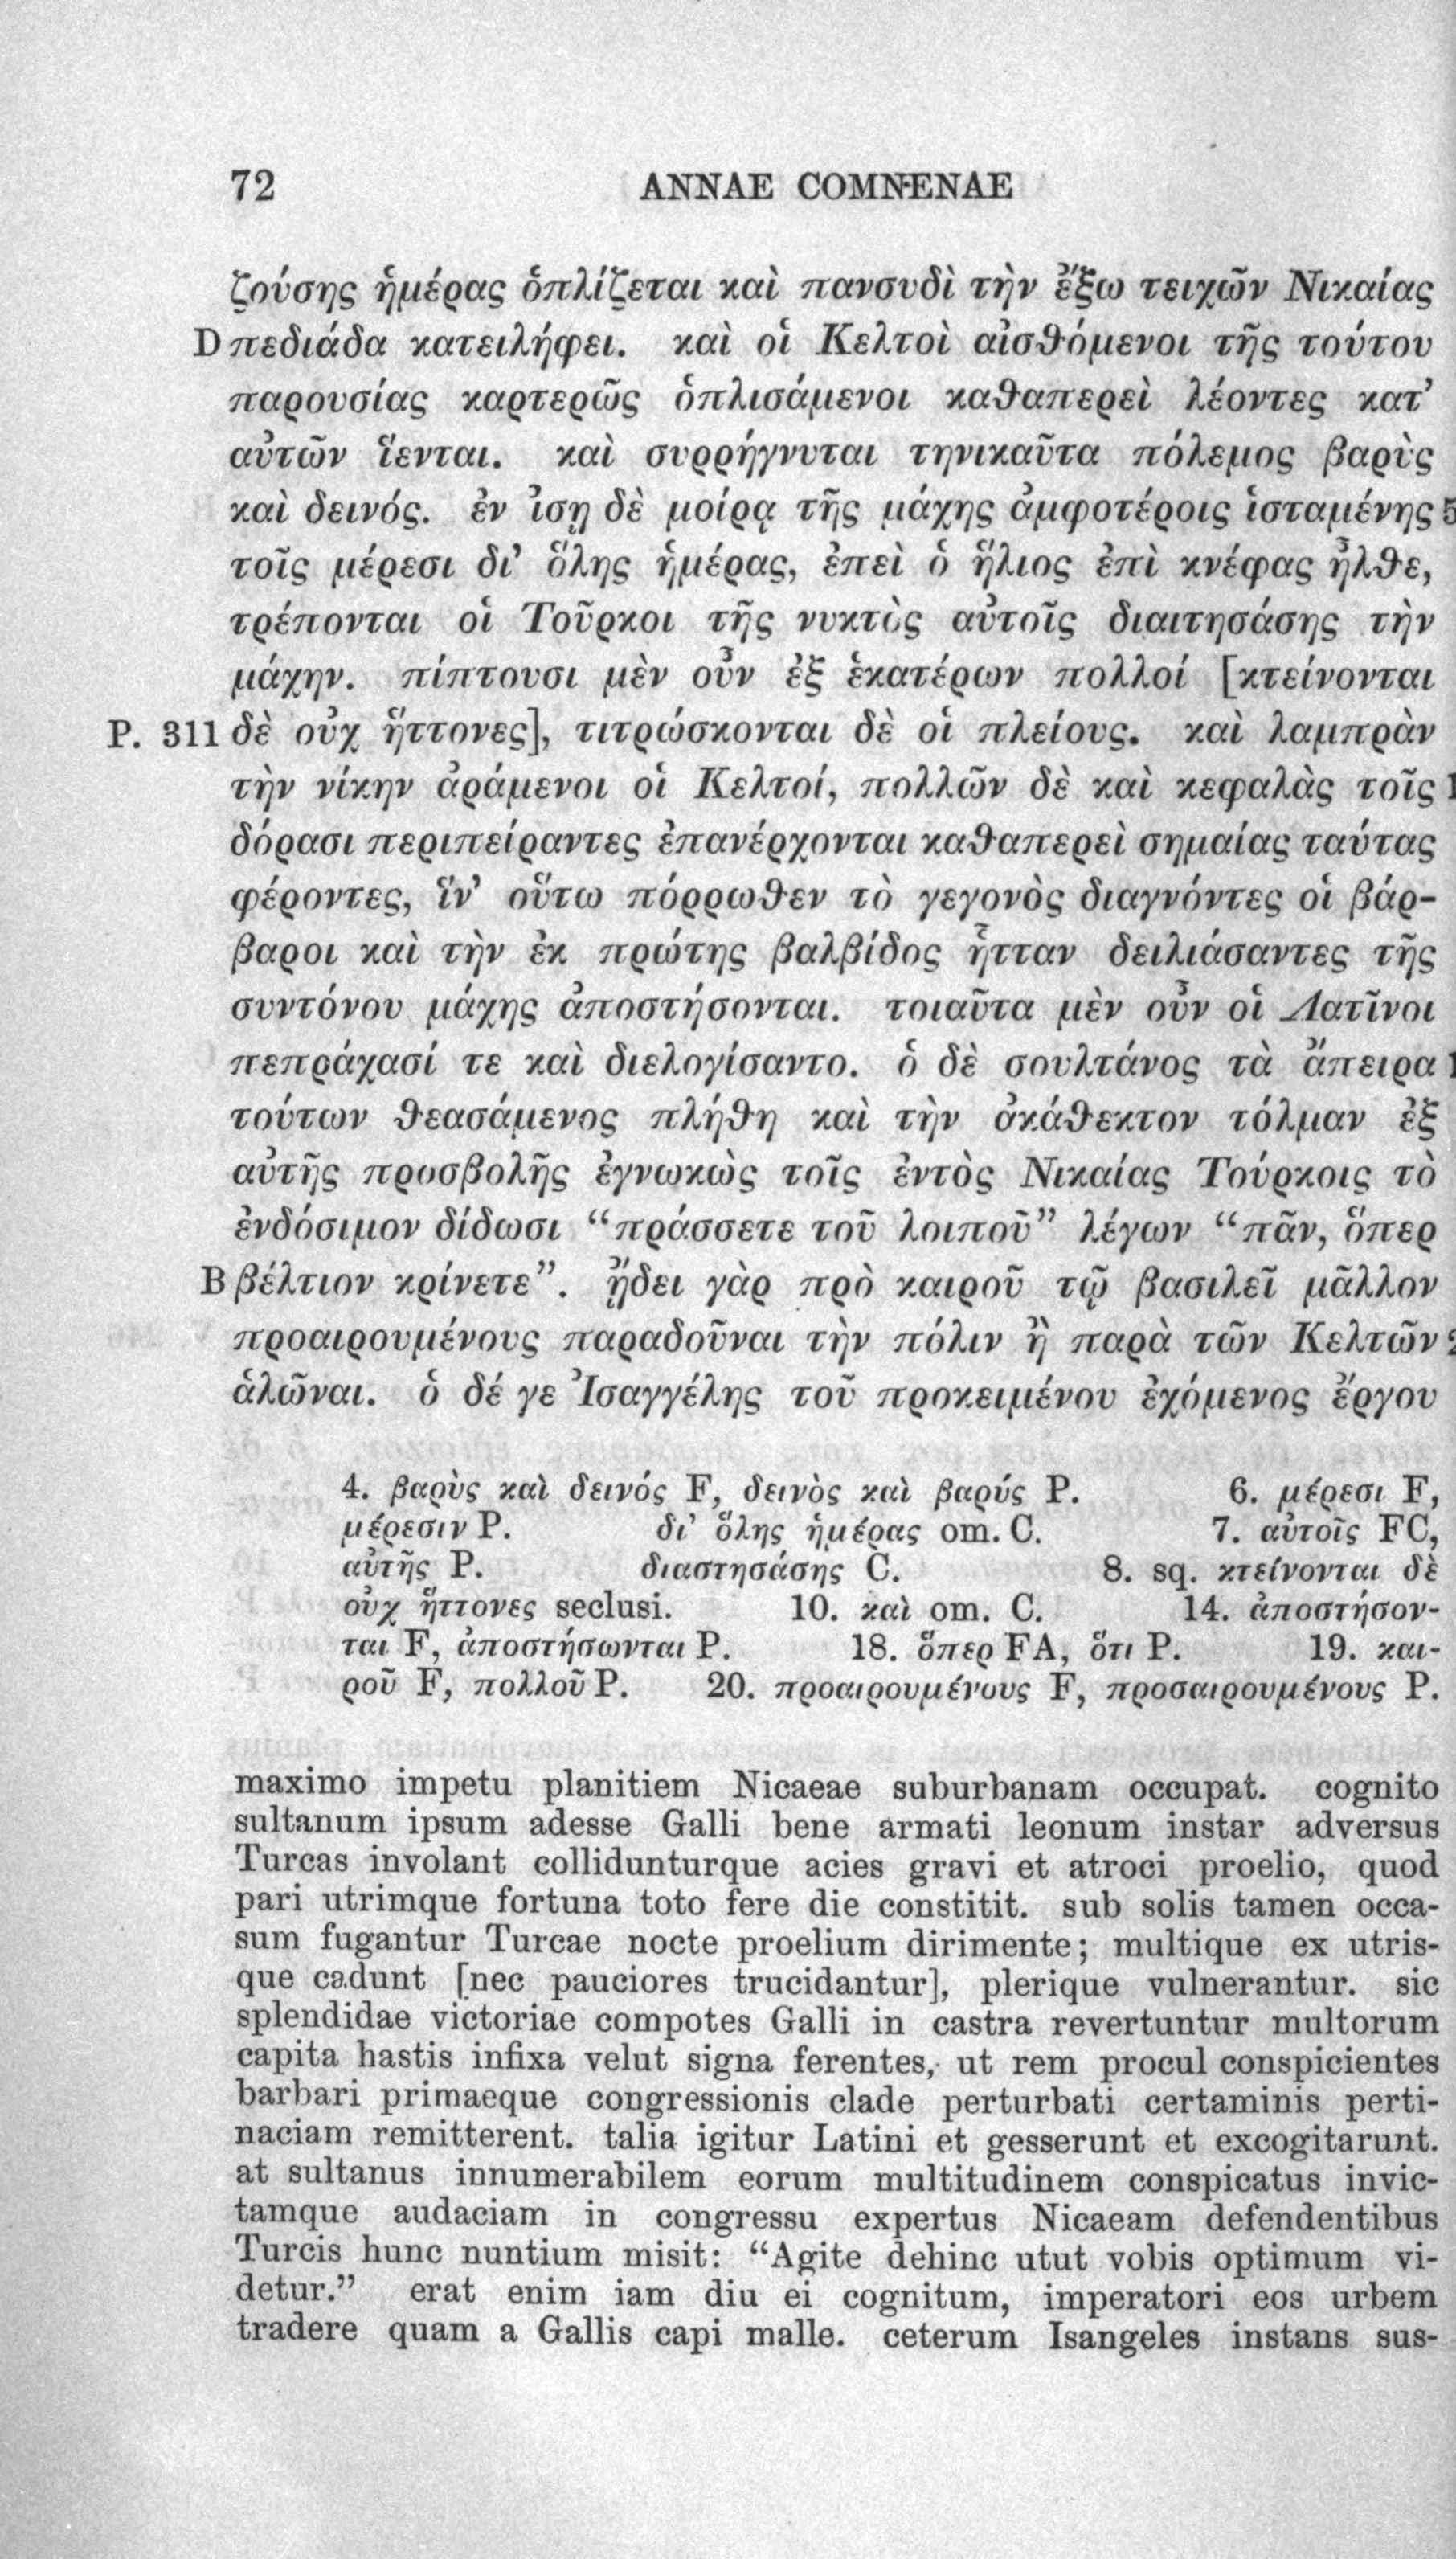 72 ANNAE COMNENAE
ζούσης ἡμέρας ὁπλίζεται καὶ πανσυδὶ τὴν ἔξω τειχῶν Νικαίας
D πεδιάδα κατειλήφει. καὶ οἱ Κελτοὶ αἰσθόμενοι τῆς τούτου
παρουσίας καρτερῶς ὁπλισάμενοι καθαπερεὶ λέοντες κατ’
αὐτῶν ἵενται. καὶ συρρήγνυται τηνικαῦτα πόλεμος βαρὺς
καὶ δεινός. ἐν ἴσῃ δὲ μοίρᾳ τῆς μάχης ἀμφοτέροις ἱσταμένης 5
τοῖς μέρεσι δι’ ὅλης ἡμέρας, ἐπεὶ ὁ ἥλιος ἐπὶ κνέφας ἦλθε,
τρέπονται οἱ Τοῦρκοι τῆς νυκτὸς αὐτοῖς διαιτησάσης τὴν
μάχην. πίπτουσι μὲν οὖν ἐξ ἑκατέρων πολλοί [κτείνονται
P. 311 δὲ οὐχ ἥττονες], τιτρώσκονται δὲ οἱ πλείους. καὶ λαμπρὰν
τὴν νίκην ἀράμενοι οἱ Κελτοί, πολλῶν δὲ καὶ κεφαλὰς τοῖς
δόρασι περιπείραντες ἐπανέρχονται καθαπερεὶ σημαίας ταύτας
φέροντες, ἵν’ οὕτω πόρρωθεν τὸ γεγονὸς διαγνόντες οἱ βάρ-
βαροι καὶ τὴν ἐκ πρώτης βαλβίδος ἧτταν δειλιάσαντες τῆς
συντόνου μάχης ἀποστήσονται. τοιαῦτα μὲν οὖν οἱ Λατῖνοι
πεπράχασί τε καὶ διελογίσαντο. ὁ δὲ σουλτάνος τὰ ἄπειρα
τούτων θεασάμενος πλήθη καὶ τὴν ἀκάθεκτον τόλμαν ἐξ
αὐτῆς προσβολῆς ἐγνωκὼς τοῖς ἐντὸς Νικαίας Τούρκοις τὸ
ἐνδόσιμον δίδωσι “πράσσετε τοῦ λοιποῦ” λέγων “πᾶν, ὅπερ
B βέλτιον κρίνετε”. ᾔδει γὰρ πρὸ καιροῦ τῷ βασιλεῖ μᾶλλον
προαιρουμένους παραδοῦναι τὴν πόλιν ἢ παρὰ τῶν Κελτῶν
ἁλῶναι. ὁ δέ γε Ἰσαγγέλης τοῦ προκειμένου ἐχόμενος ἔργου
4. βαρὺς καὶ δεινός F, δεινὸς καὶ βαρύς P. 6. μέρεσι F,
μέρεσιν P. δι’ ὅλης ἡμέρας om. C. 7. αὐτοῖς FC,
αὐτῆς P. διαστησάσης C. 8. sq. κτείνονται δὲ
οὐχ ἥττονες seclusi. 10. καὶ om. C. 14. ἀποστήσον-
ται F, ἀποστήσωνται P. 18. ὅπερ FA, ὅτι P. 19. και-
ροῦ F, πολλοῦ P. 20. προαιρουμένους F, προσαιρουμένους P.
maximo impetu planitiem Nicaeae suburbanam occupat. cognito
sultanum ipsum adesse Galli bene armati leonum instar adversus
Turcas involant collidunturque acies gravi et atroci proelio, quod
pari utrimque fortuna toto fere die constitit. sub solis tamen occa-
sum fugantur Turcae nocte proelium dirimente; multique ex utris-
que cadunt [nec pauciores trucidantur], plerique vulnerantur. sic
splendidae victoriae compotes Galli in castra revertuntur multorum
capita hastis infixa velut signa ferentes, ut rem procul conspicientes
barbari primaeque congressionis clade perturbati certaminis perti-
naciam remitterent. talia igitur Latini et gesserunt et excogitarunt.
at sultanus innumerabilem eorum multitudinem conspicatus invic-
tamque audaciam in congressu expertus Nicaeam defendentibus
Turcis hunc nuntium misit: “Agite dehinc utut vobis optimum vi-
detur.” erat enim iam diu ei cognitum, imperatori eos urbem
tradere quam a Gallis capi malle. ceterum Isangeles instans sus-